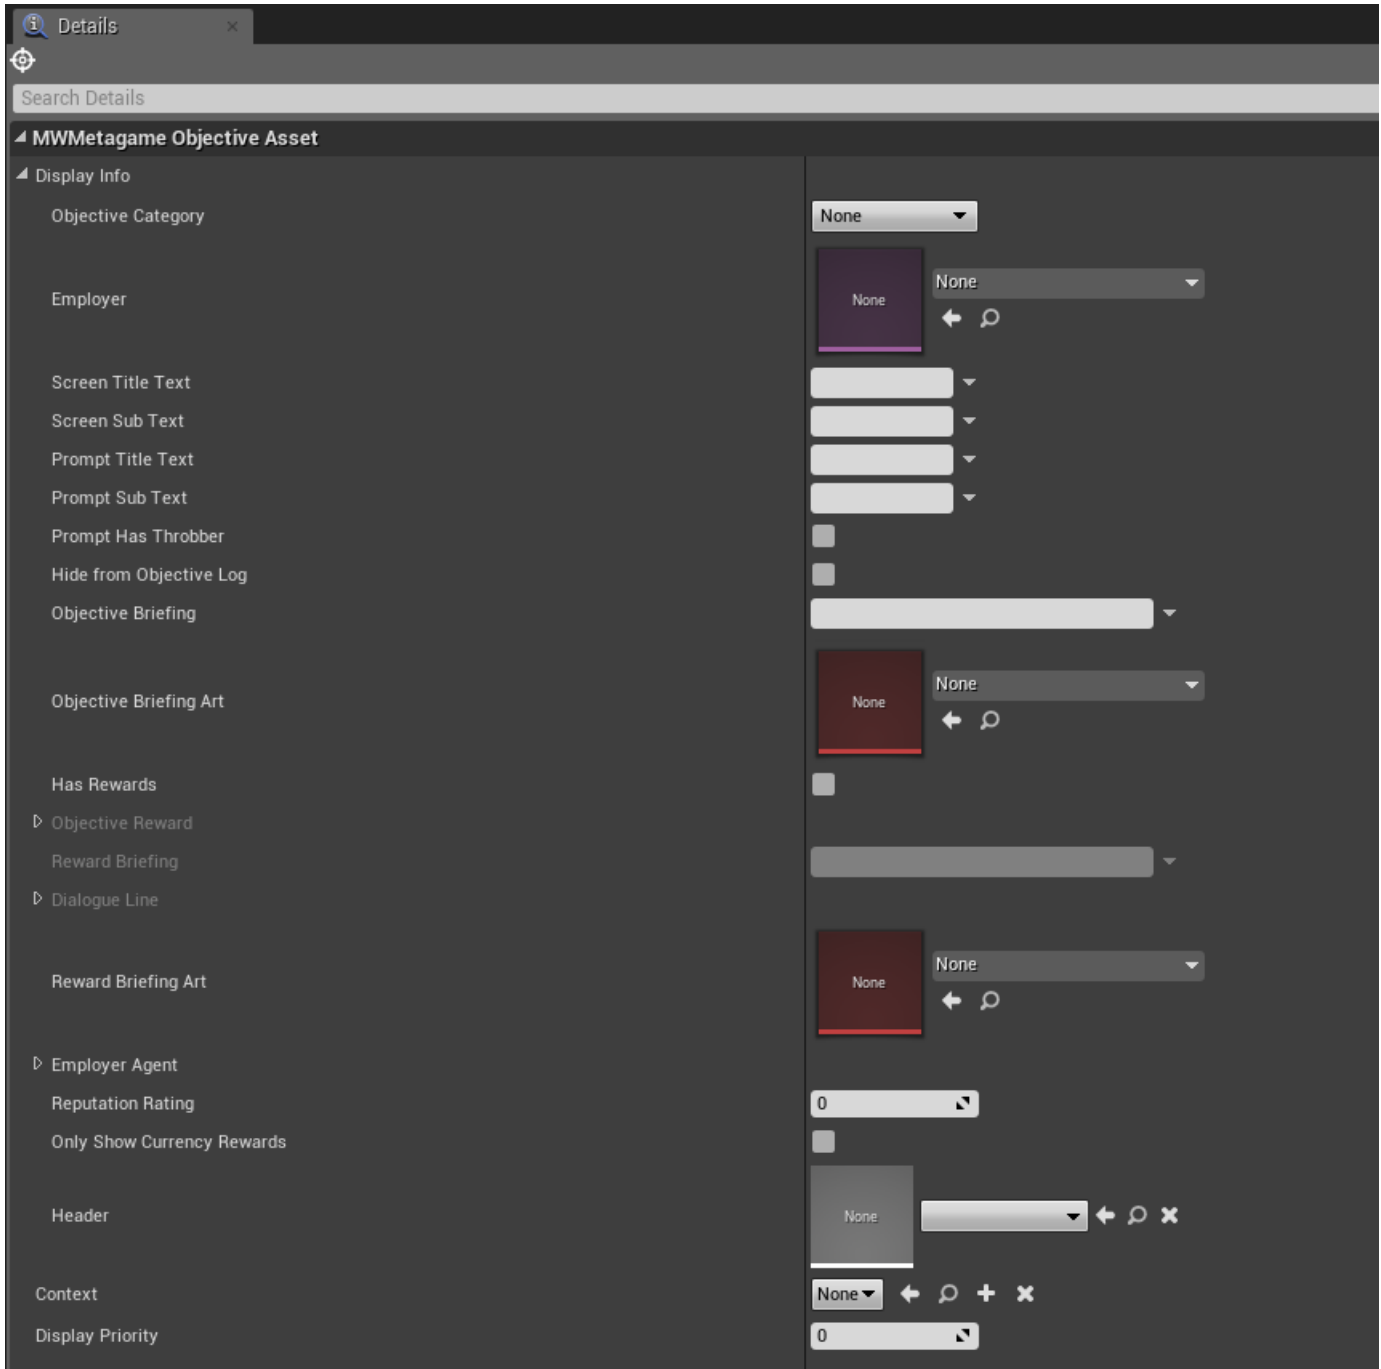 Details
Search Details
MWMetagame Objective Asset
Display Info
Objective Category None
Employer None None
Screen Title Text
Screen Sub Text
Prompt Title Text
Prompt Sub Text
Prompt Has Throbber
Hide from Objective Log
Objective Briefing
Objective Briefing Art None None
Has Rewards
Objective Reward
Reward Briefing
Dialogue Line
Reward Briefing Art None None
Employer Agent
Reputation Rating 0
Only Show Currency Rewards
Header None
Context None
Display Priority 0